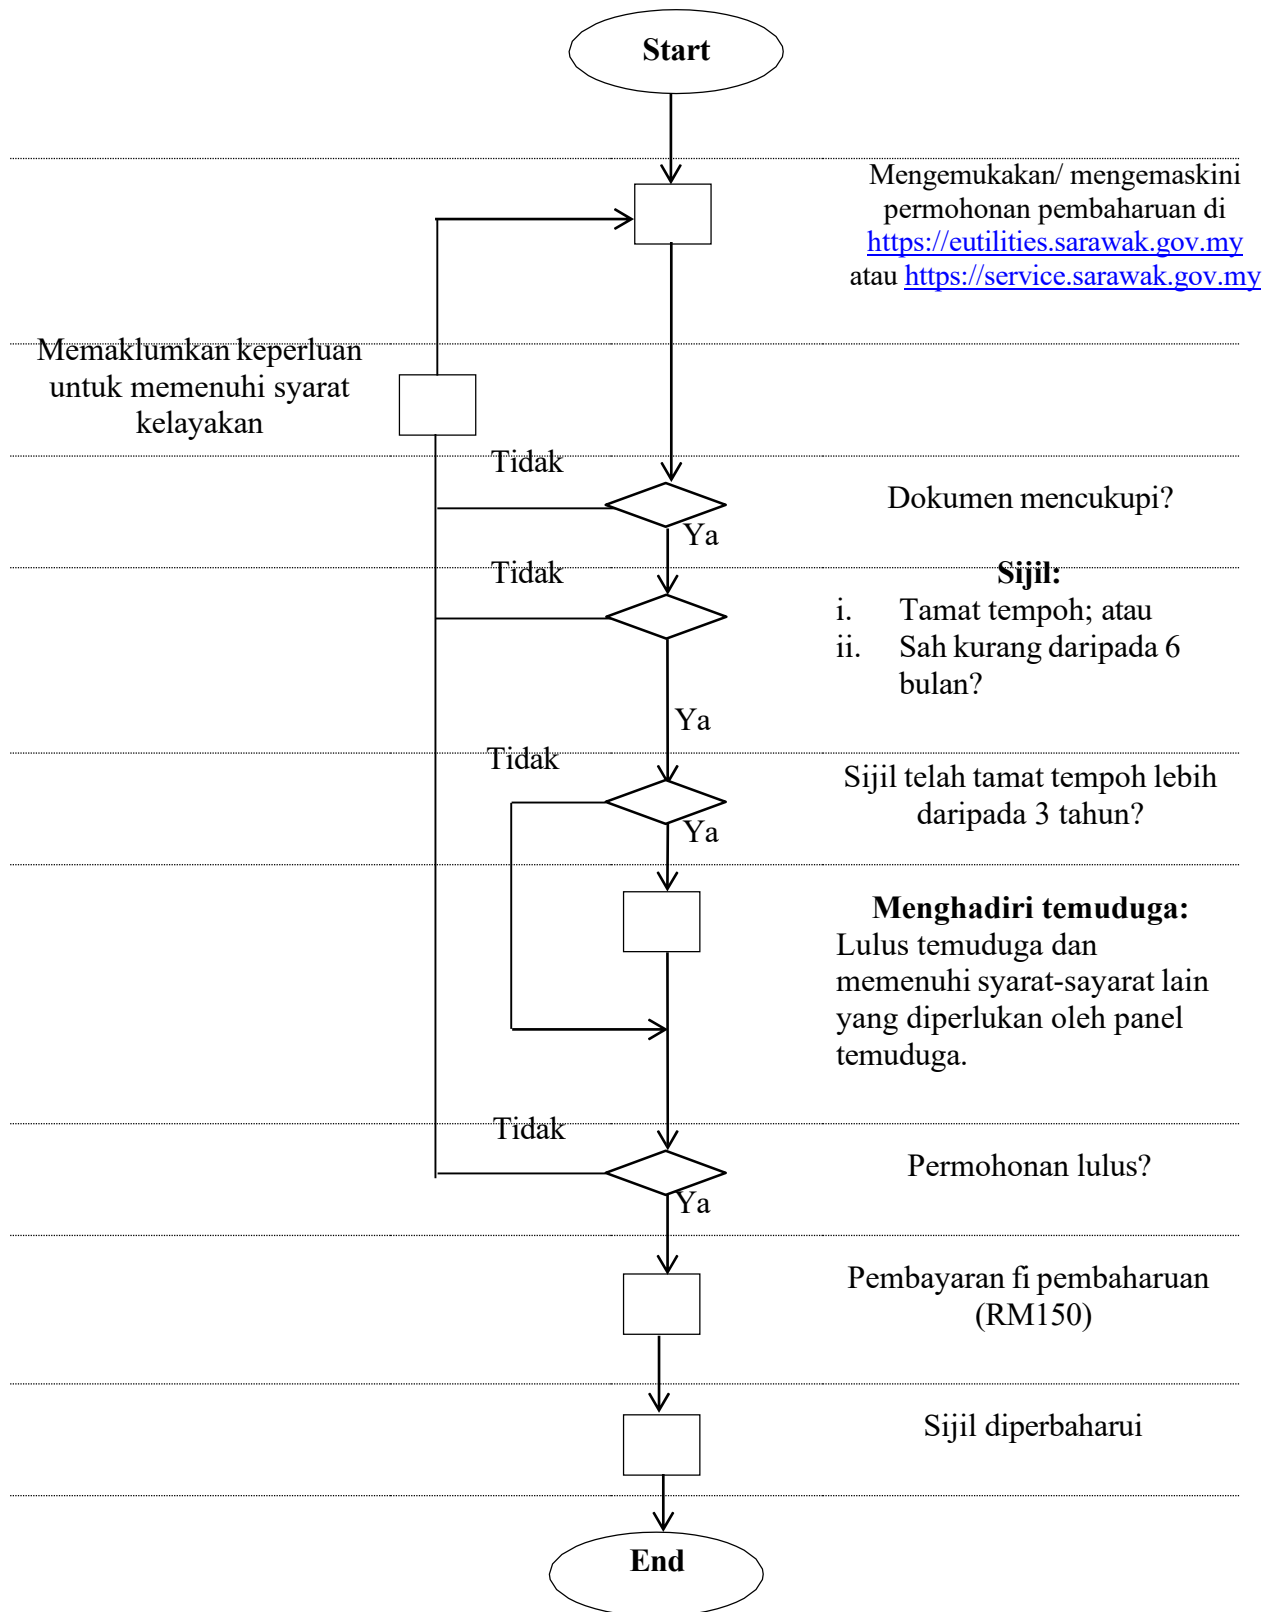 Start
Mengemukakan/ mengemaskini
permohonan pembaharuan di
https://eutilities.sarawak.gov.my
atau https://service.sarawak.gov.my
Memaklumkan keperluan
untuk memenuhi syarat
kelayakan
Tidak
Dokumen mencukupi?
Ya
Tidak
Sijil:
i. Tamat tempoh; atau
ii. Sah kurang daripada 6
bulan?
Ya
Tidak
Sijil telah tamat tempoh lebih
daripada 3 tahun?
Ya
Menghadiri temuduga:
Lulus temuduga dan
memenuhi syarat-sayarat lain
yang diperlukan oleh panel
temuduga.
Tidak
Permohonan lulus?
Ya
Pembayaran fi pembaharuan
(RM150)
Sijil diperbaharui
End